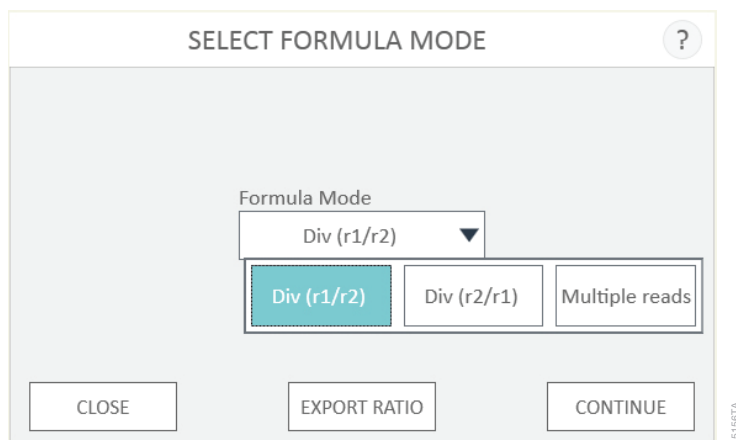 SELECT FORMULA MODE ?
Formula Mode
Div (r1/r2)
Div (r1/r2) Div (r2/r1) Multiple reads
CLOSE EXPORT RATIO CONTINUE